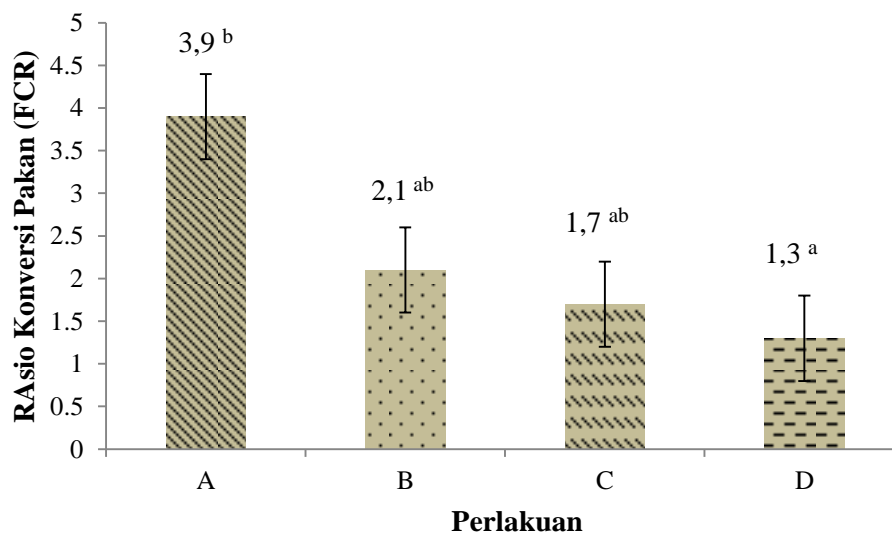 RAsio Konversi Pakan (FCR)
5
4.5
4
3.5
3
2.5
2
1.5
1
0.5
0
3,9 b
2,1 ab
1,7 ab
1,3 a
A B C D
Perlakuan